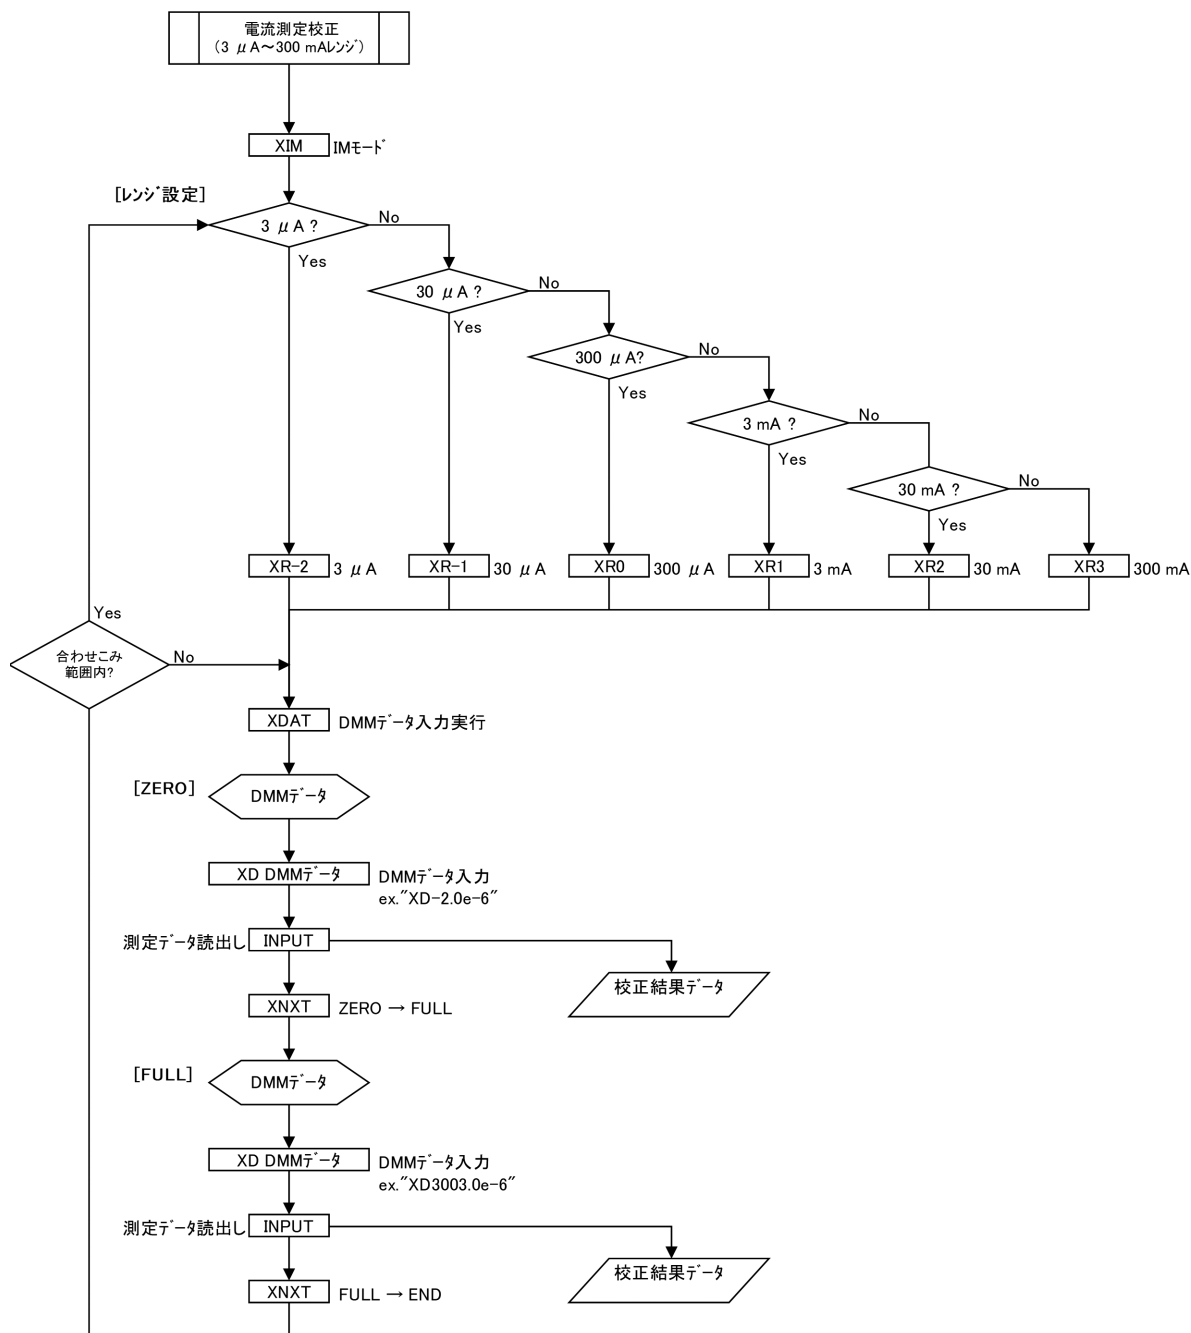 電流測定校正
(3 μA～300 mAレンジ)
XIM
IMモード
[レンジ設定]
3 μA ?
No
Yes
30 μA ?
No
Yes
300 μA?
No
Yes
3 mA ?
No
Yes
30 mA ?
No
Yes
XR-2
3 μA
XR-1
30 μA
XR0
300 μA
XR1
3 mA
XR2
30 mA
XR3
300 mA
Yes
合わせこみ
範囲内?
No
XDAT
DMMデータ入力実行
[ZERO]
DMMデータ
XD DMMデータ
DMMデータ入力
ex."XD-2.0e-6"
測定データ読出し
INPUT
校正結果データ
XNXT
ZERO → FULL
[FULL]
DMMデータ
XD DMMデータ
DMMデータ入力
ex."XD3003.0e-6"
測定データ読出し
INPUT
校正結果データ
XNXT
FULL → END